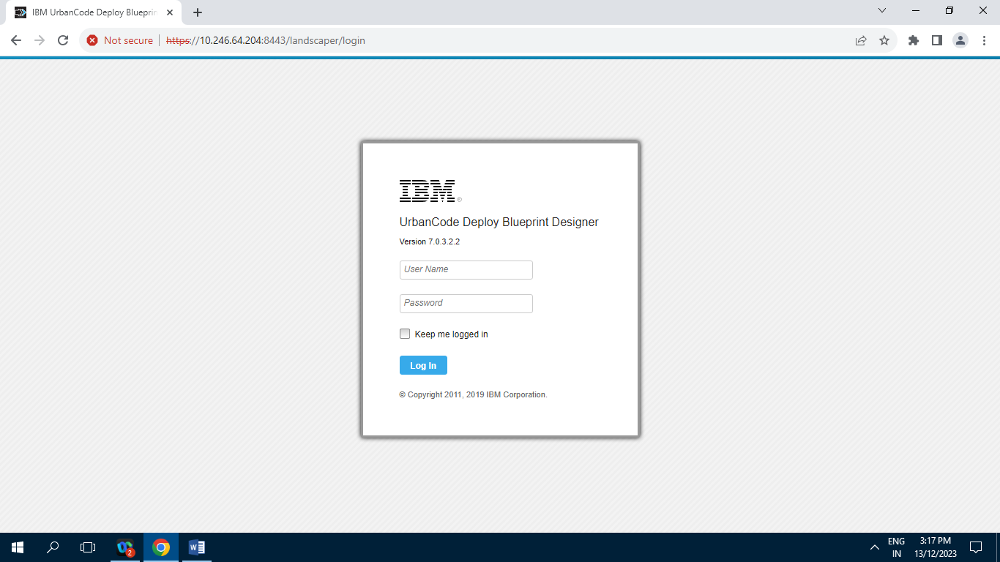 IBM UrbanCode Deploy Blueprin
Not secure https://10.246.64.204:8443/landscaper/login
IBM®
UrbanCode Deploy Blueprint Designer
Version 7.0.3.2.2
User Name
Password
Keep me logged in
Log In
© Copyright 2011, 2019 IBM Corporation.
2
W
ENG
IN
3:17 PM
13/12/2023